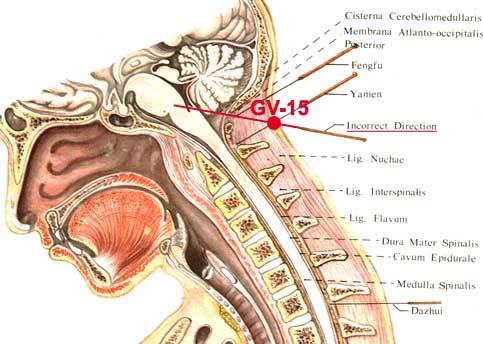 Cisterna Cerebellomedullaris
Membrana Atlanto-occipitalis
Posterior
Fengfu
Yamen
GV-15
Incorrect Direction
Lig. Nuchae
Lig. Interspinalis
Lig. Flavum
Dura Mater Spinalis
Cavum Epidurale
Medulla Spinalis
Dazhui